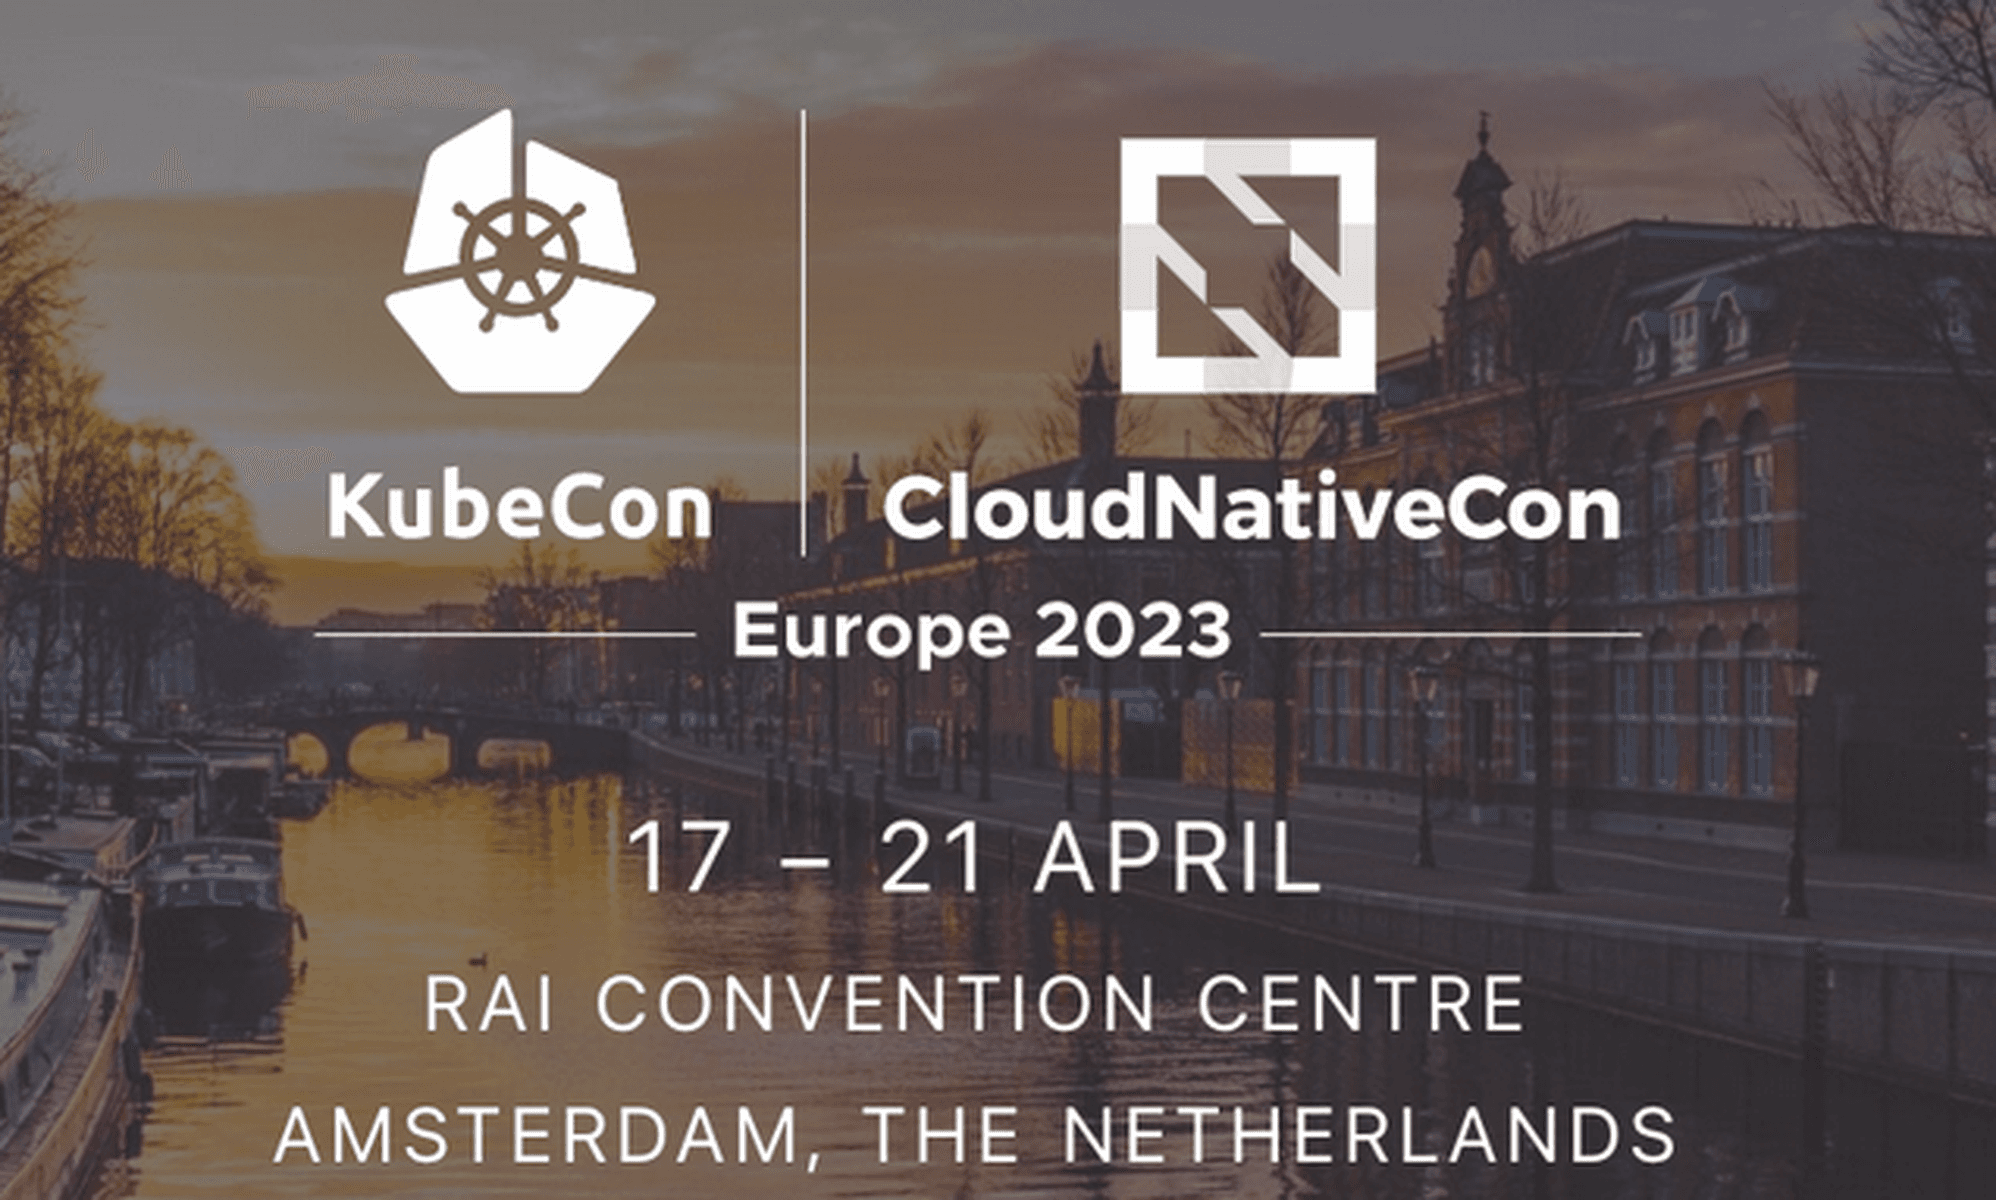 KubeCon
CloudNativeCon
Europe 2023
17 – 21 APRIL
RAI CONVENTION CENTRE
AMSTERDAM, THE NETHERLANDS